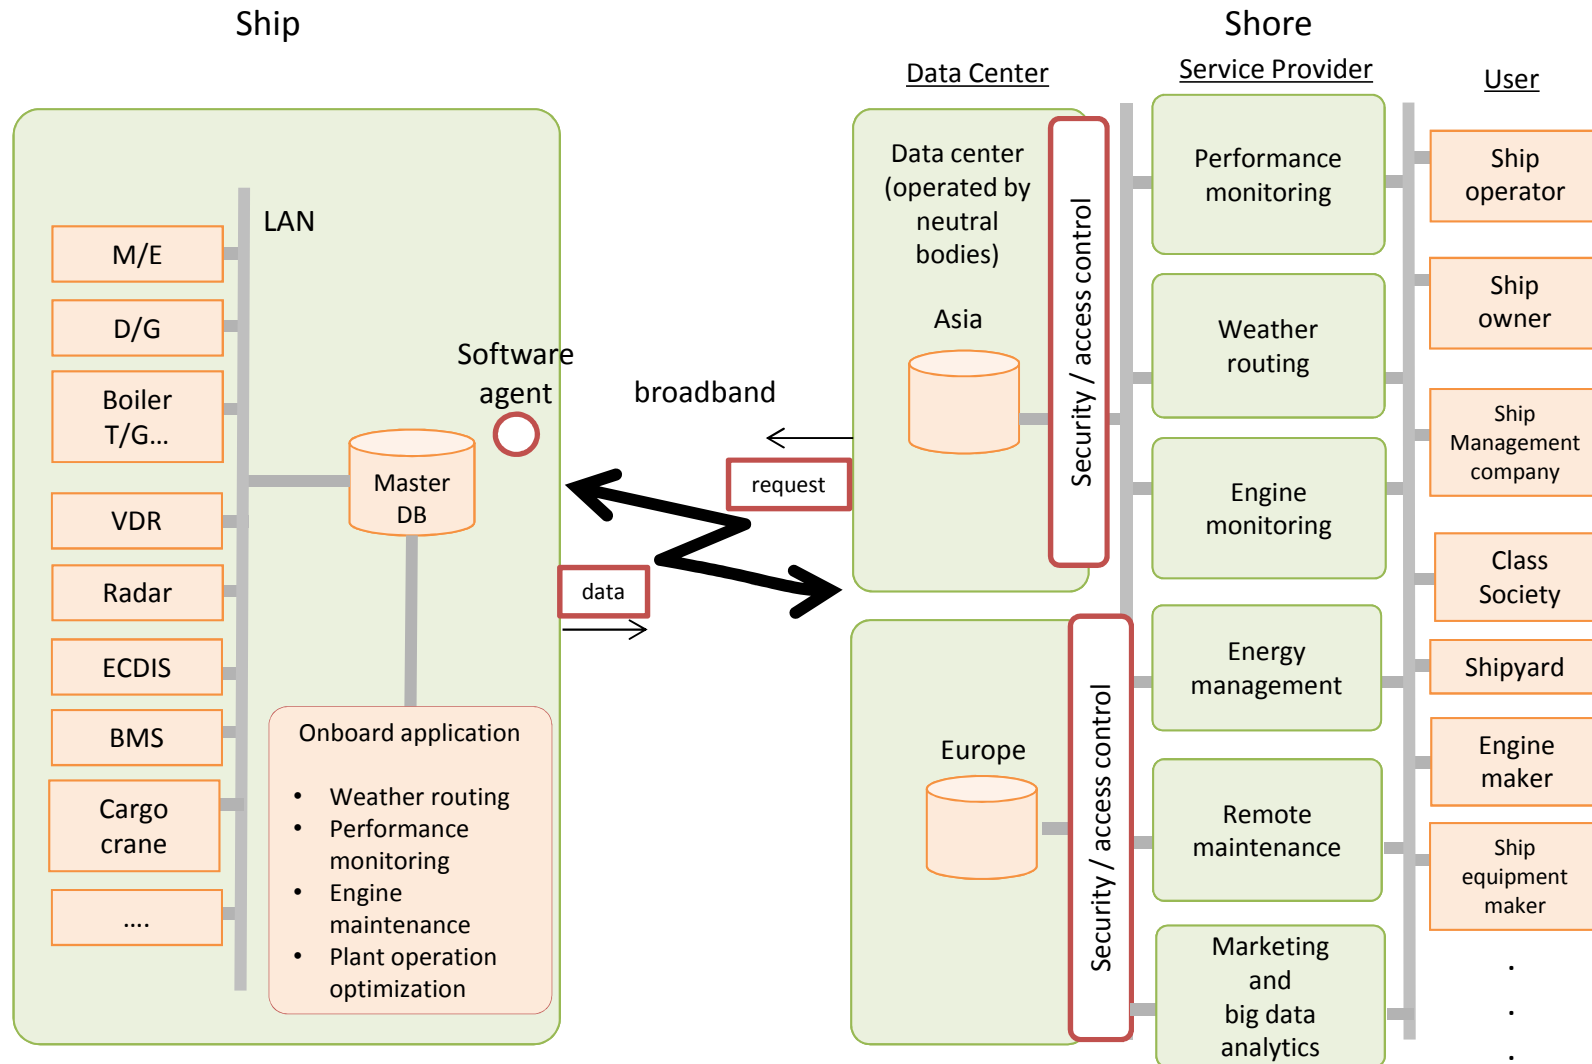 Ship
Shore
Data Center
Service Provider
User
LAN
M/E
D/G
Boiler
T/G...
VDR
Radar
ECDIS
BMS
Cargo
crane
....
Software
agent
Master
DB
Onboard application
• Weather routing
• Performance
monitoring
• Engine
maintenance
• Plant operation
optimization
broadband
request
data
Data center
(operated by
neutral
bodies)
Asia
Security / access control
Europe
Security / access control
Performance
monitoring
Weather
routing
Engine
monitoring
Energy
management
Remote
maintenance
Marketing
and
big data
analytics
Ship
operator
Ship
owner
Ship
Management
company
Class
Society
Shipyard
Engine
maker
Ship
equipment
maker
.
.
.